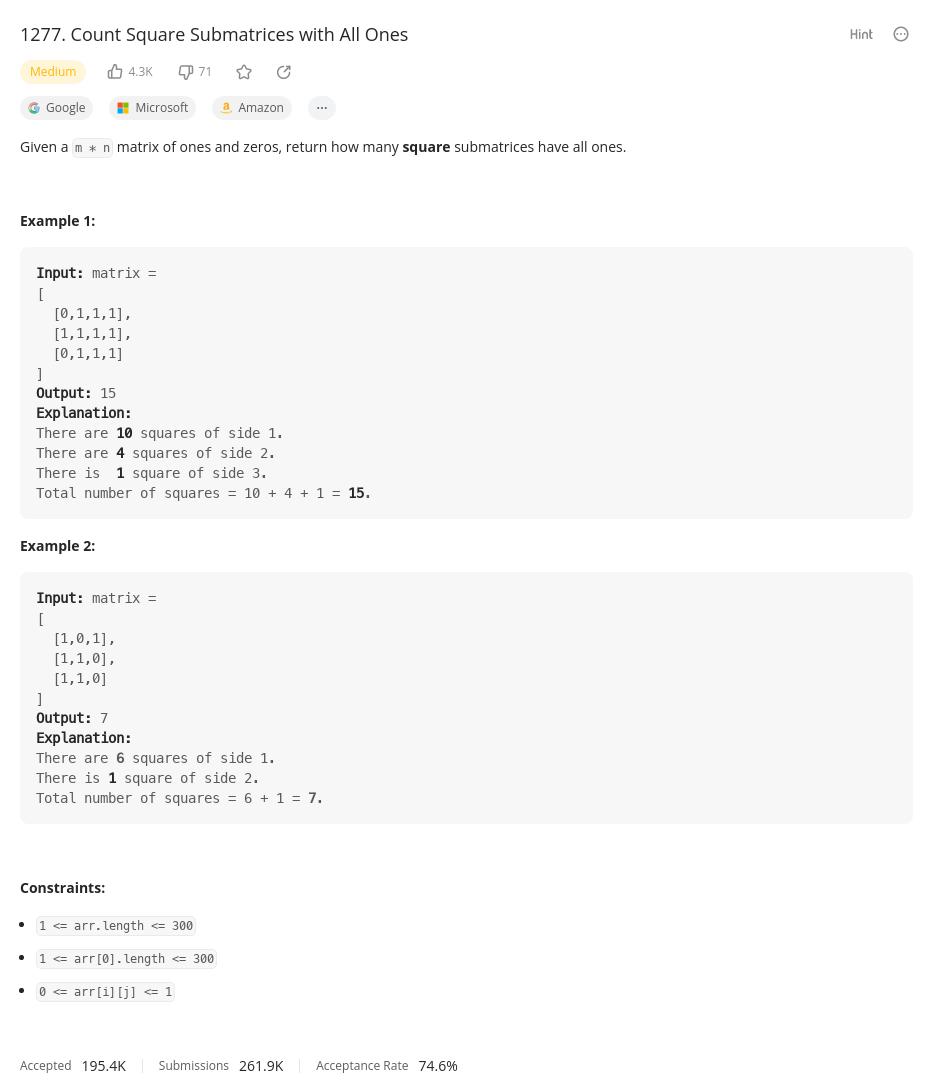 1277. Count Square Submatrices with All Ones
Hint
Medium 4.3K 71
Google Microsoft Amazon ...
Given a m * n matrix of ones and zeros, return how many square submatrices have all ones.
Example 1:
Input: matrix =
[
  [0,1,1,1],
  [1,1,1,1],
  [0,1,1,1]
]
Output: 15
Explanation:
There are 10 squares of side 1.
There are 4 squares of side 2.
There is  1 square of side 3.
Total number of squares = 10 + 4 + 1 = 15.
Example 2:
Input: matrix =
[
  [1,0,1],
  [1,1,0],
  [1,1,0]
]
Output: 7
Explanation:
There are 6 squares of side 1.
There is 1 square of side 2.
Total number of squares = 6 + 1 = 7.
Constraints:
• 1 <= arr.length <= 300
• 1 <= arr[0].length <= 300
• 0 <= arr[i][j] <= 1
Accepted 195.4K Submissions 261.9K Acceptance Rate 74.6%